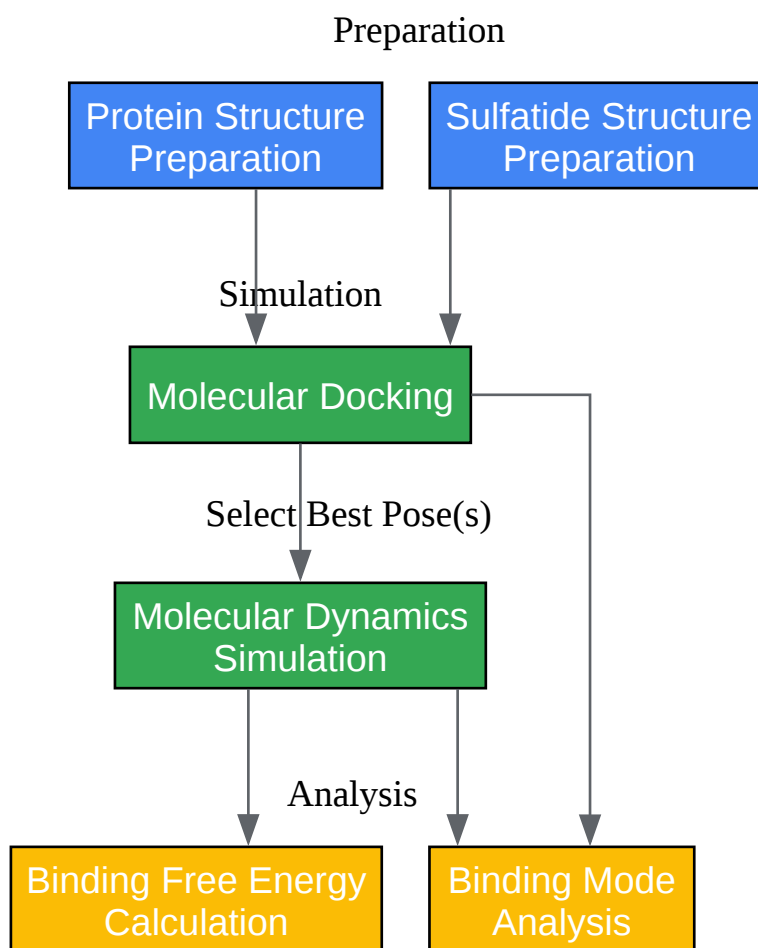 Preparation
Protein Structure
Preparation
Sulfatide Structure
Preparation
Simulation
Molecular Docking
Select Best Pose(s)
Molecular Dynamics
Simulation
Analysis
Binding Free Energy
Calculation
Binding Mode
Analysis